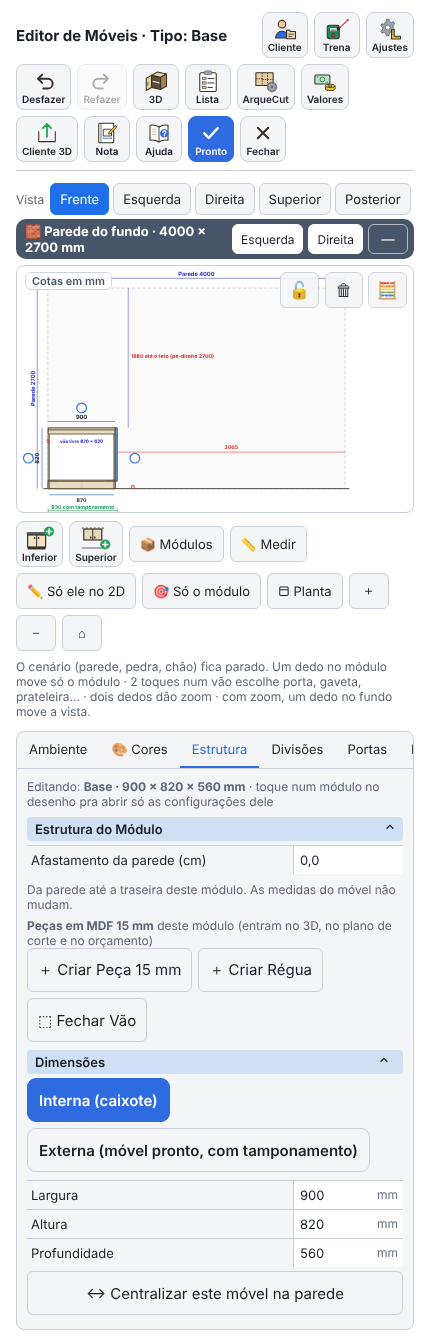 Editor de Móveis · Tipo: Base
Cliente
Trena
Ajustes
Desfazer
Refazer
3D
Lista
ArqueCut
Valores
Cliente 3D
Nota
Ajuda
Pronto
Fechar
Vista
Frente
Esquerda
Direita
Superior
Posterior
🧱 Parede do fundo · 4000 ×
2700 mm
Esquerda
Direita
—
Cotas em mm
Parede 4000
Parede 2700
1880 até o teto (pé-direito 2700)
900
vão livre 870 × 620
820
3065
0
870
930 com tamponamento
Inferior
Superior
📦 Módulos
📏 Medir
✏️ Só ele no 2D
🎯 Só o módulo
Planta
+
−
⌂
O cenário (parede, pedra, chão) fica parado. Um dedo no módulo
move só o módulo · 2 toques num vão escolhe porta, gaveta,
prateleira… · dois dedos dão zoom · com zoom, um dedo no fundo
move a vista.
Ambiente
🎨 Cores
Estrutura
Divisões
Portas
Editando: Base · 900 × 820 × 560 mm · toque num módulo no
desenho pra abrir só as configurações dele
Estrutura do Módulo
Afastamento da parede (cm)
0,0
Da parede até a traseira deste módulo. As medidas do móvel não
mudam.
Peças em MDF 15 mm deste módulo (entram no 3D, no plano de
corte e no orçamento)
+ Criar Peça 15 mm
+ Criar Régua
⬚ Fechar Vão
Dimensões
Interna (caixote)
Externa (móvel pronto, com tamponamento)
Largura
900
mm
Altura
820
mm
Profundidade
560
mm
↔ Centralizar este móvel na parede